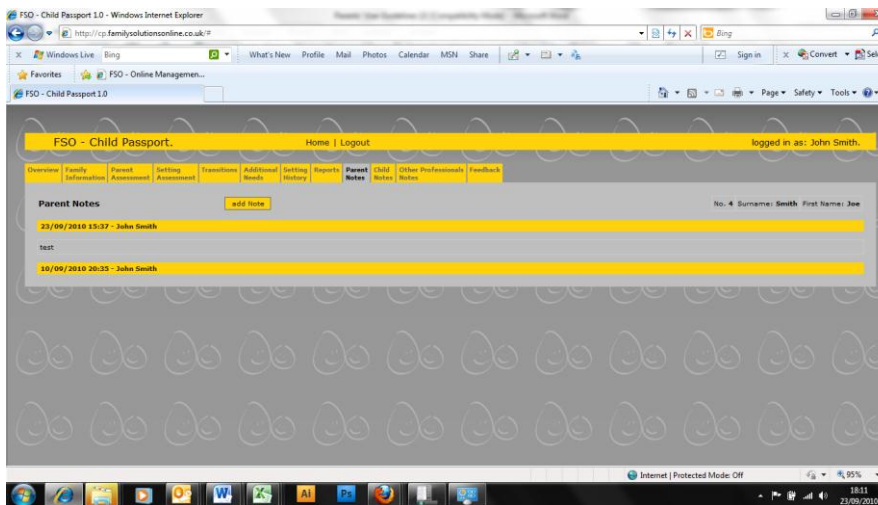 FSO - Child Passport 1.0 - Windows Internet Explorer
http://cp.familysolutionsonline.co.uk/#
Bing
x Windows Live Bing What's New Profile Mail Photos Calendar MSN Share Sign in x Convert Sel
Favorites FSO - Online Managemen...
FSO - Child Passport 1.0 Page Safety Tools
FSO - Child Passport. Home | Logout logged in as: John Smith.
Overview Family Information Parent Assessment Setting Assessment Transitions Additional Needs Setting History Reports Parent Notes Child Notes Other Professionals Notes Feedback
Parent Notes add Note No. 4 Surname: Smith First Name: Joe
23/09/2010 15:37 - John Smith
test
10/09/2010 20:35 - John Smith
Internet | Protected Mode: Off 95%
W Ai Ps
18:11
23/09/2010